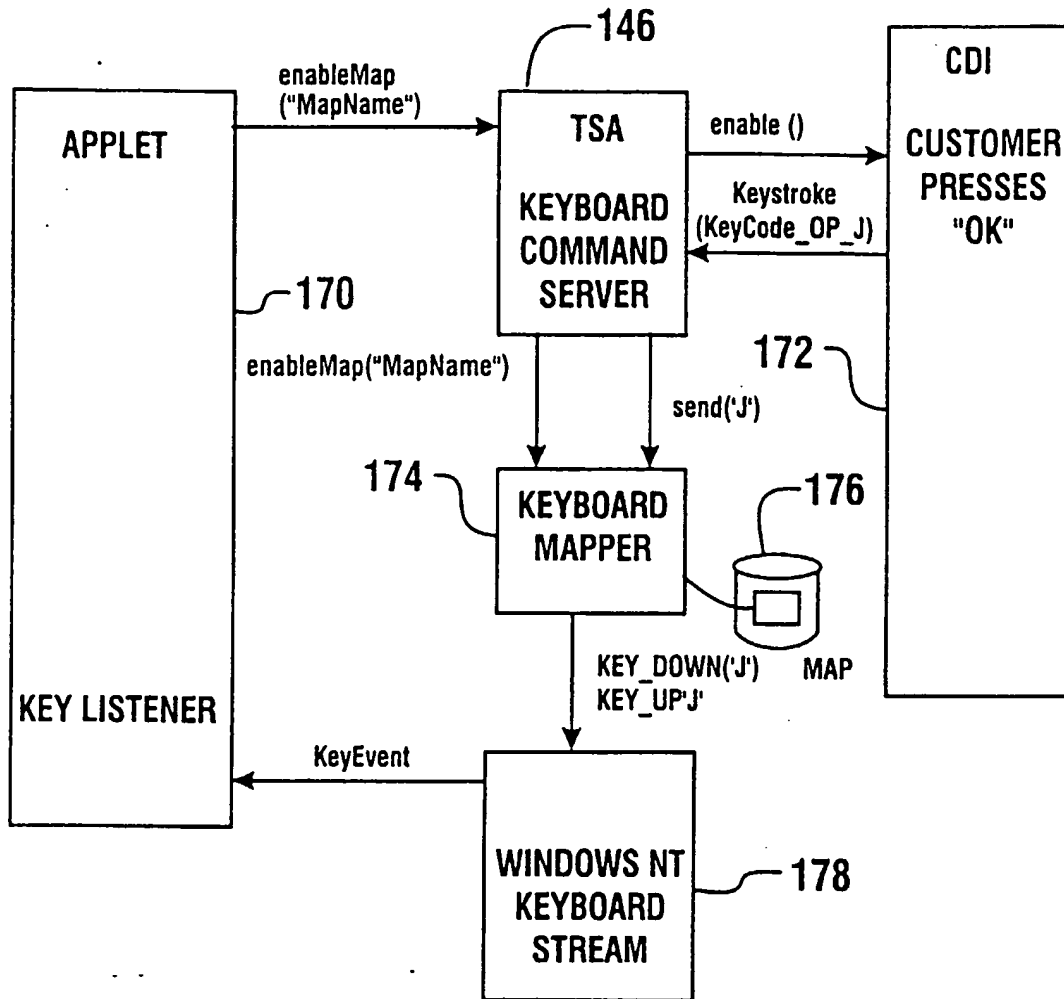 146
enableMap
("MapName")
APPLET
TSA
KEYBOARD
COMMAND
SERVER
enable ()
Keystroke
(KeyCode_OP_J)
CDI
CUSTOMER
PRESSES
"OK"
170
172
enableMap("MapName")
send('J')
174
KEYBOARD
MAPPER
176
MAP
KEY_DOWN('J')
KEY_UP'J'
KEY LISTENER
KeyEvent
WINDOWS NT
KEYBOARD
STREAM
178